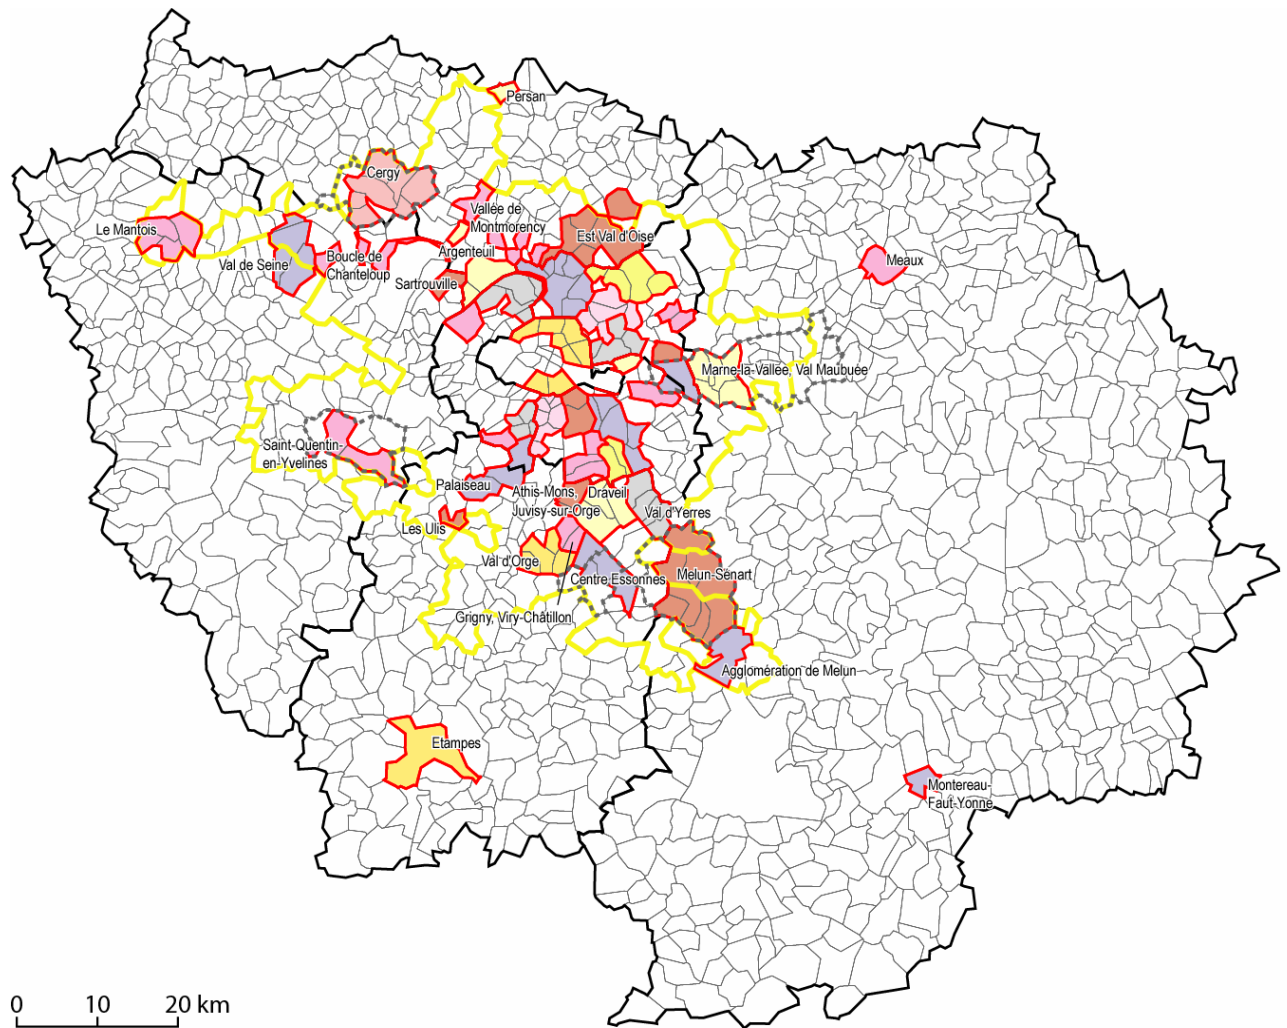 Persan
Cergy
Le Mantois
Vallée de
Montmorency
Est Val d'Oise
Argenteuil
Boucle de
Chanteloup
Val de Seine
Sartrouville
Meaux
Marne-la-Vallée, Val Maubuée
Saint-Quentin-
en-Yvelines
Palaiseau
Athis-Mons,
Juvisy-sur-Orge
Draveil
Val d'Yerres
Les Ulis
Val d'Orge
Centre Essonnes
Melun-Sénart
Grigny, Viry-Châtillon
Agglomération de Melun
Etampes
Montereau-
Faut-Yonne
0 10 20 km